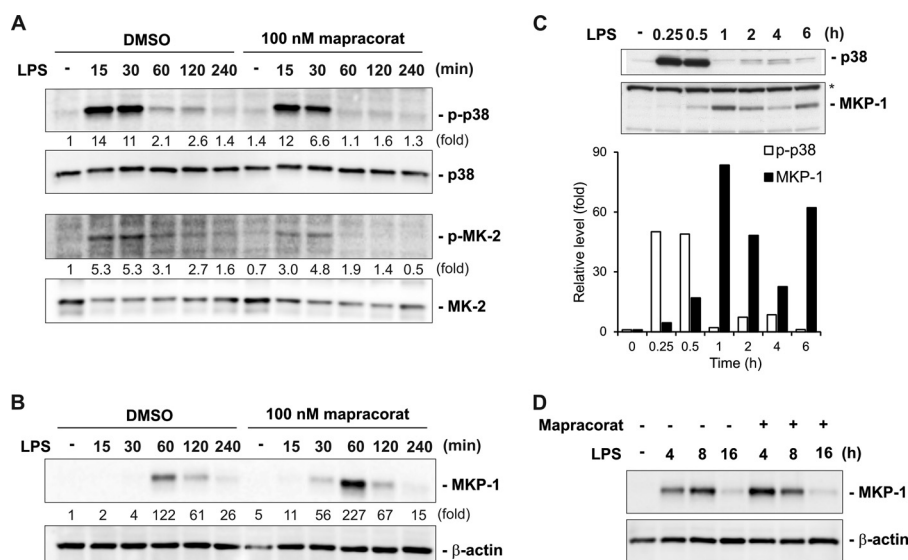 A
DMSO 100 nM mapracorat
LPS - 15 30 60 120 240 - 15 30 60 120 240 (min)
- p-p38
1 14 11 2.1 2.6 1.4 1.4 12 6.6 1.1 1.6 1.3 (fold)
- p38
- p-MK-2
1 5.3 5.3 3.1 2.7 1.6 0.7 3.0 4.8 1.9 1.4 0.5 (fold)
- MK-2
B
DMSO 100 nM mapracorat
LPS - 15 30 60 120 240 - 15 30 60 120 240 (min)
- MKP-1
1 2 4 122 61 26 5 11 56 227 67 15 (fold)
- β-actin
C
LPS - 0.25 0.5 1 2 4 6 (h)
- p38
*
- MKP-1
90
60
30
0
Relative level (fold)
p-p38
MKP-1
0 0.25 0.5 1 2 4 6
Time (h)
D
Mapracorat - - - - + + +
LPS - 4 8 16 4 8 16 (h)
- MKP-1
- β-actin